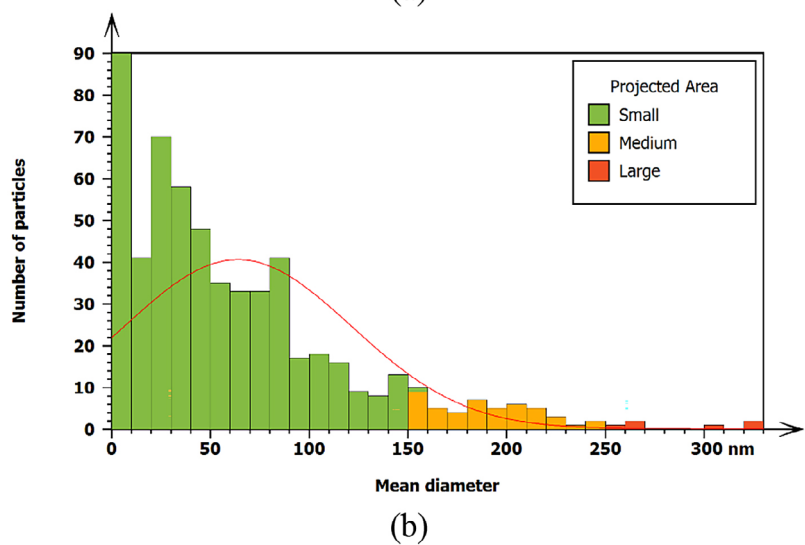 90
80
70
60
50
40
30
20
10
0
Number of particles
Projected Area
Small
Medium
Large
0 50 100 150 200 250 300 nm
Mean diameter
(b)